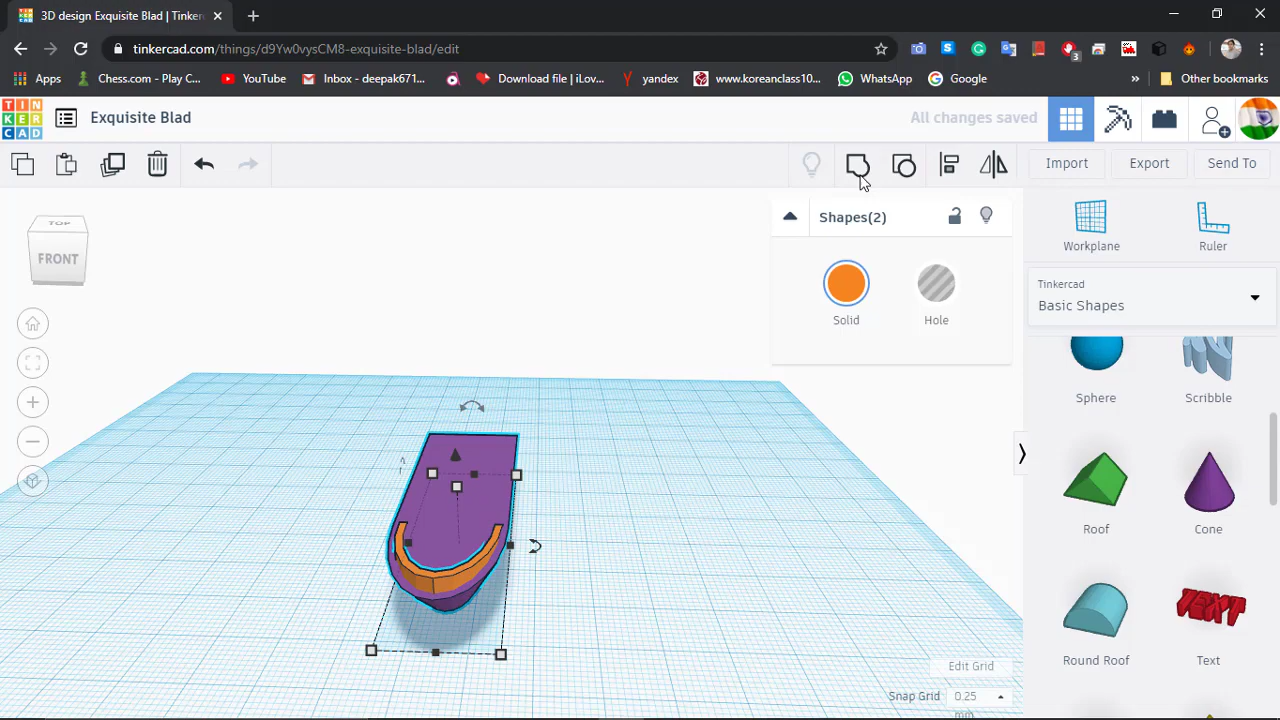 3D design Exquisite Blad | Tinker
tinkercad.com/things/d9Yw0vysCM8-exquisite-blad/edit
3
Apps
Chess.com - Play C...
YouTube
Inbox - deepak671...
Download file | iLov...
yandex
www.koreanclass10...
WhatsApp
Google
»
Other bookmarks
TIN
KER
CAD
Exquisite Blad
All changes saved
Import
Export
Send To
Shapes(2)
Solid
Hole
TOP
FRONT
Workplane
Ruler
Tinkercad
Basic Shapes
Sphere
Scribble
Roof
Cone
Round Roof
TEXT
Text
Edit Grid
Snap Grid 0.25
mm